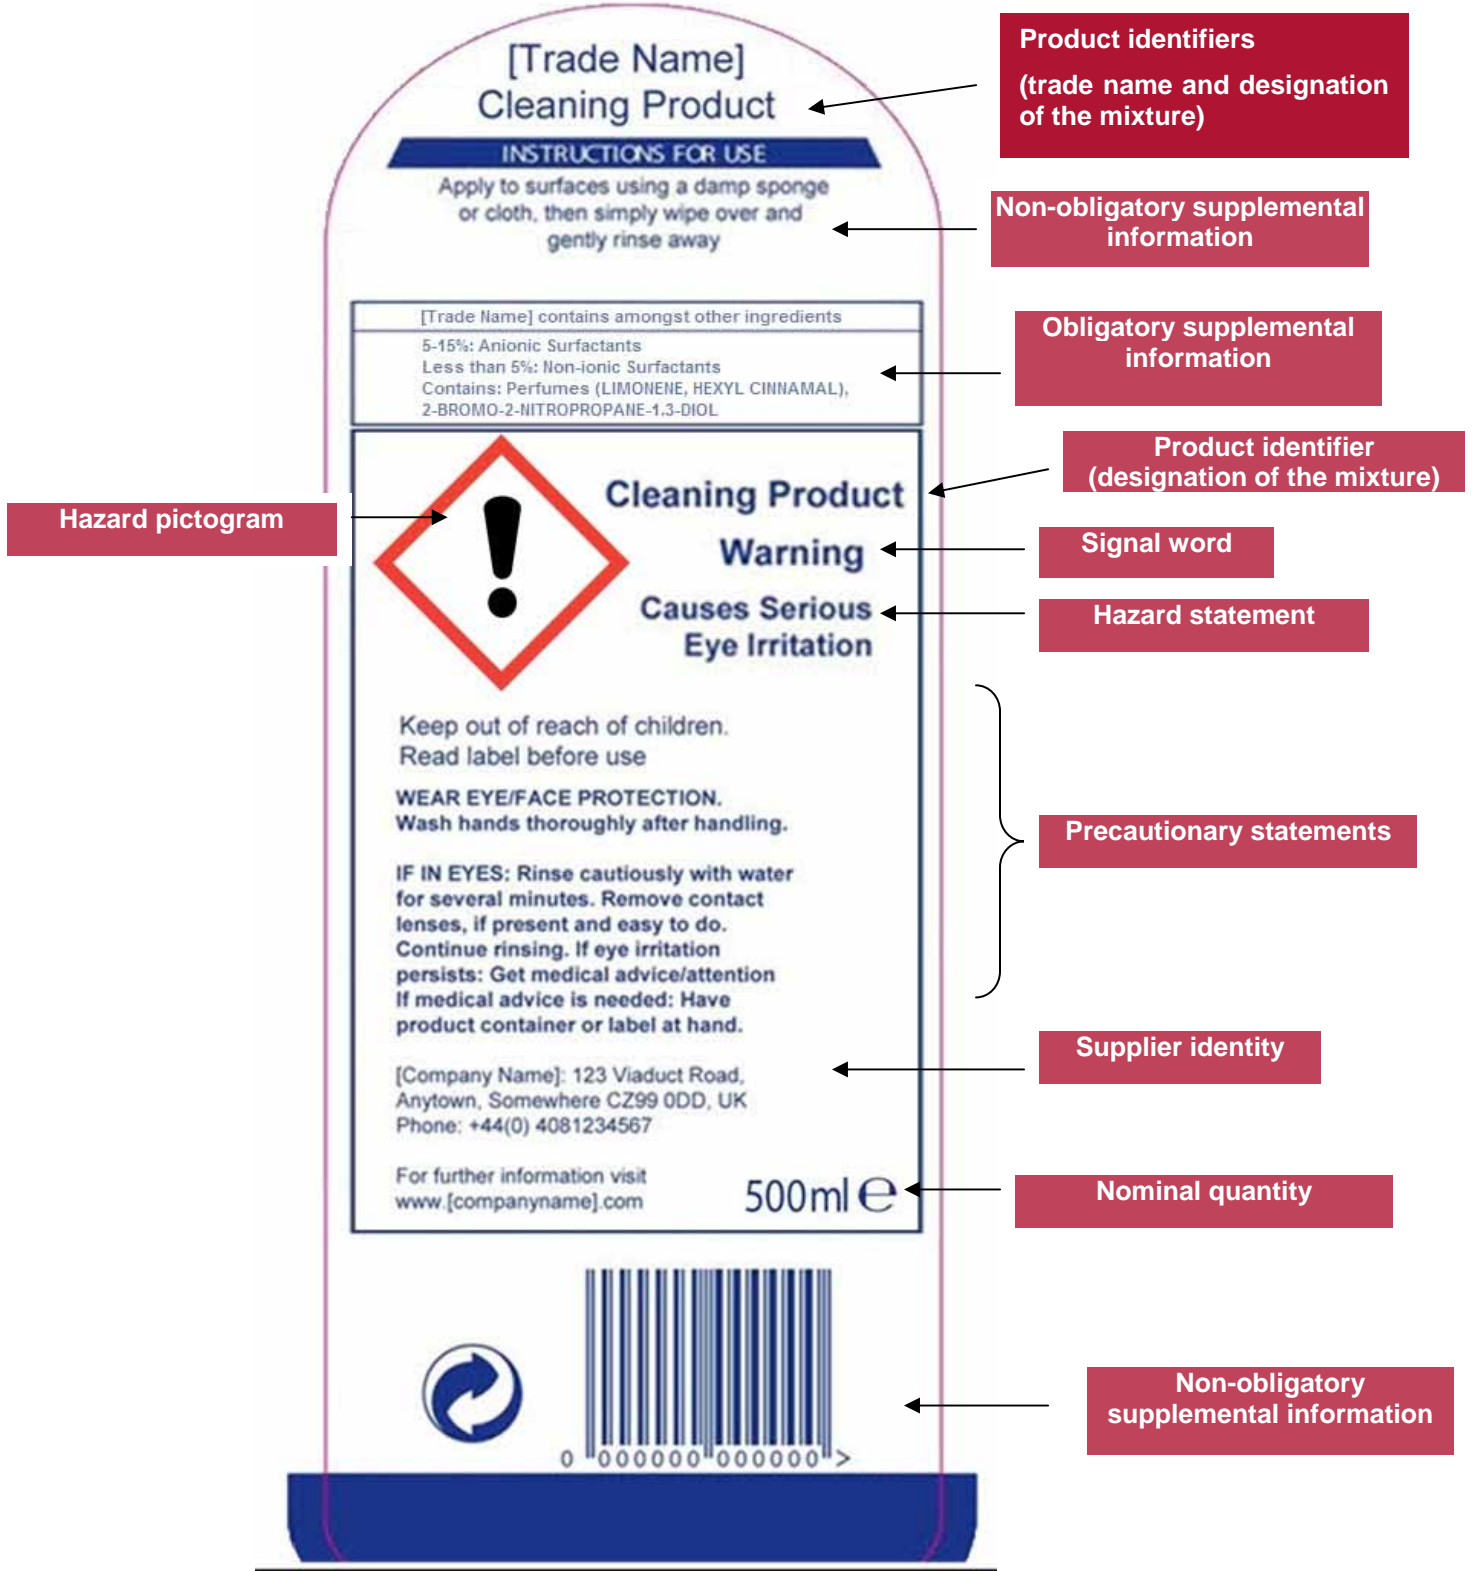 [Trade Name]
Cleaning Product
INSTRUCTIONS FOR USE
Apply to surfaces using a damp sponge
or cloth, then simply wipe over and
gently rinse away
[Trade Name] contains amongst other ingredients
5-15%: Anionic Surfactants
Less than 5%: Non-ionic Surfactants
Contains: Perfumes (LIMONENE, HEXYL CINNAMAL),
2-BROMO-2-NITROPROPANE-1,3-DIOL
Cleaning Product
Warning
Causes Serious
Eye Irritation
Keep out of reach of children.
Read label before use
WEAR EYE/FACE PROTECTION.
Wash hands thoroughly after handling.
IF IN EYES: Rinse cautiously with water
for several minutes. Remove contact
lenses, if present and easy to do.
Continue rinsing. If eye irritation
persists: Get medical advice/attention
If medical advice is needed: Have
product container or label at hand.
[Company Name]: 123 Viaduct Road,
Anytown, Somewhere CZ99 0DD, UK
Phone: +44(0) 4081234567
For further information visit
www.[companyname].com
500ml ℮
0 000000 000000 >
Hazard pictogram
Product identifiers
(trade name and designation
of the mixture)
Non-obligatory supplemental
information
Obligatory supplemental
information
Product identifier
(designation of the mixture)
Signal word
Hazard statement
Precautionary statements
Supplier identity
Nominal quantity
Non-obligatory
supplemental information